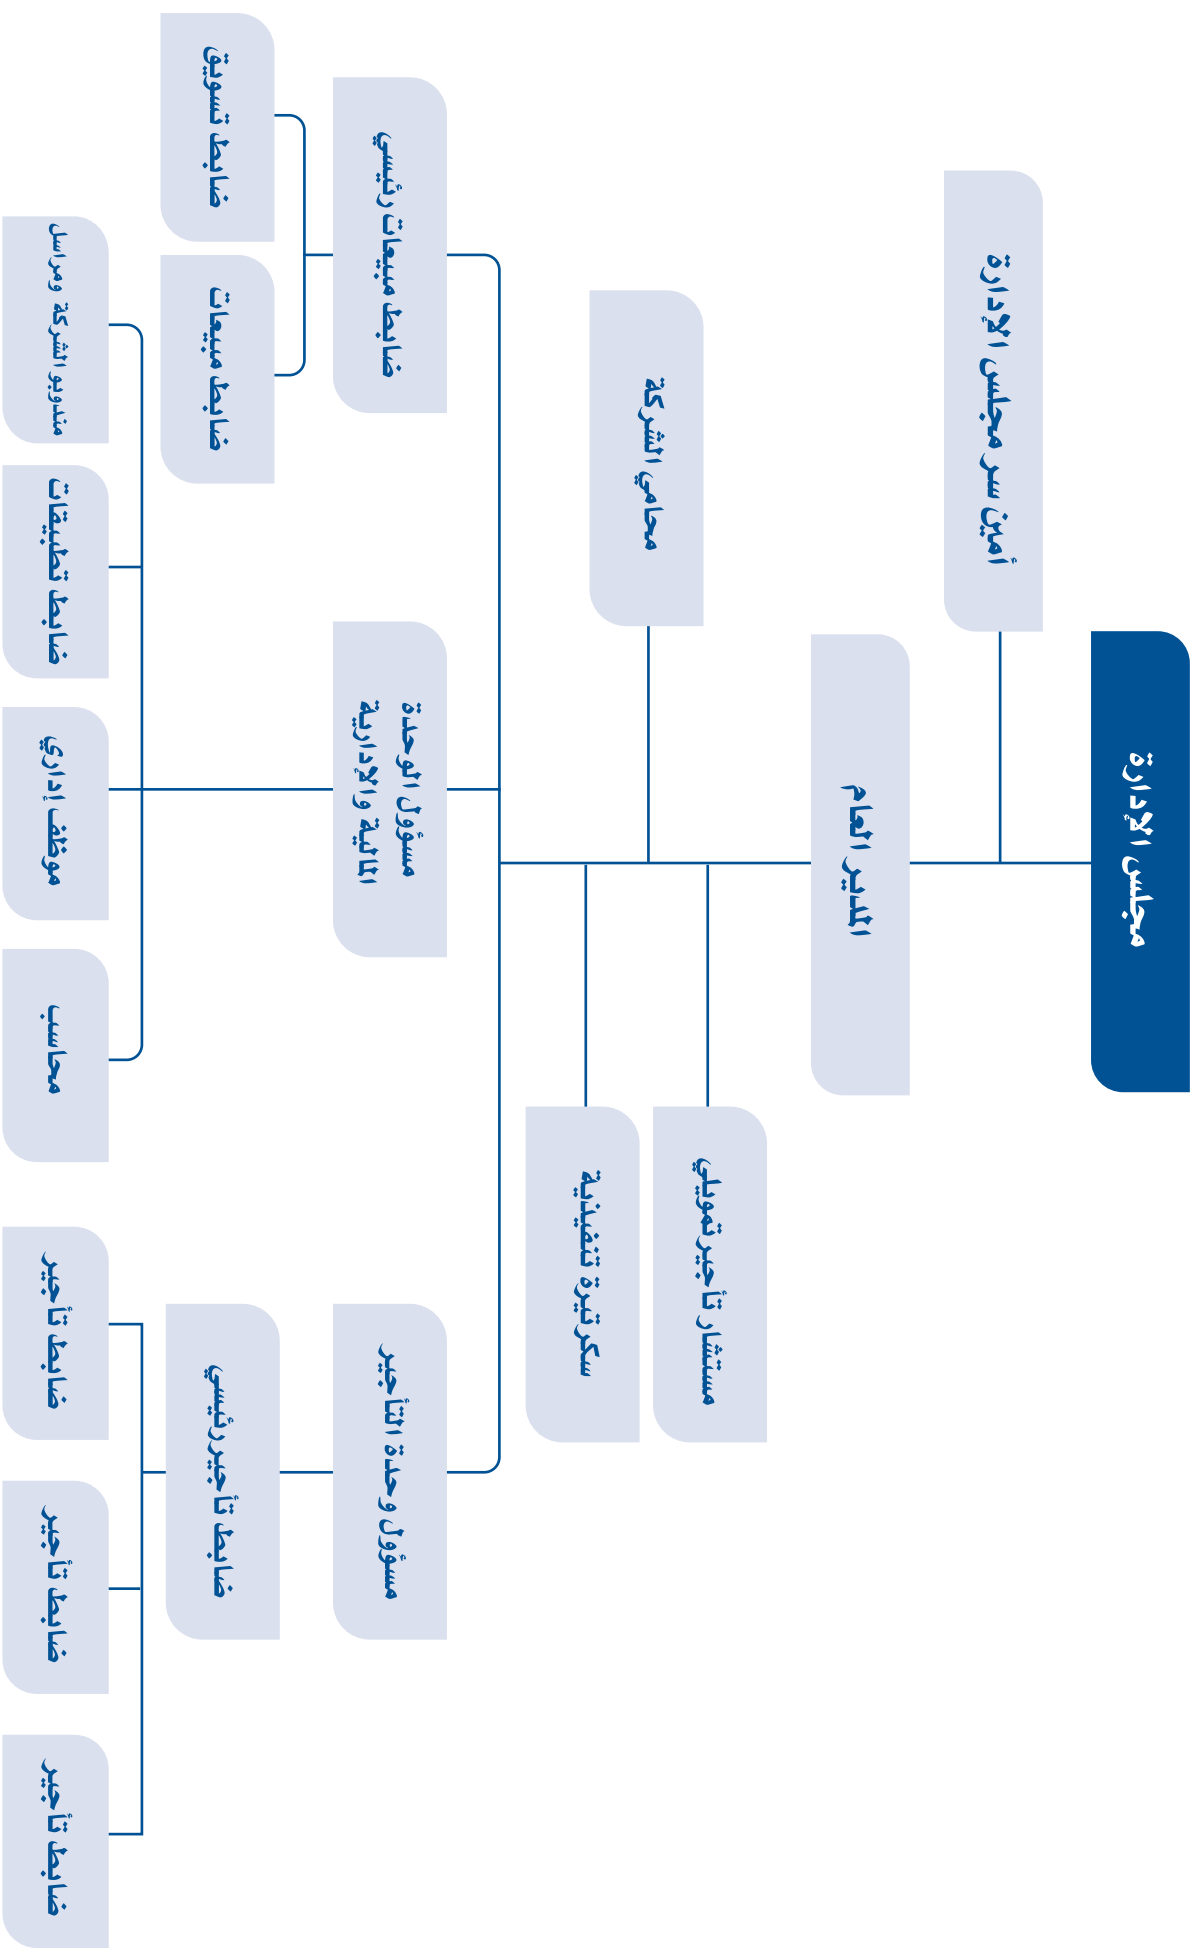 مجلس الإدارة
أمين سر مجلس الإدارة
المدير العام
محامي الشركة
مستشار تأجير تمويلي
سكرتيرة تنفيذية
مسؤول وحدة التأجير
مسؤول الوحدة
المالية والإدارية
ضابط مبيعات رئيسي
ضابط تأجير رئيسي
ضابط مبيعات
ضابط تسويق
ضابط تأجير
ضابط تأجير
ضابط تأجير
محاسب
موظف إداري
ضابط تطبيقات
مندوبو الشركة ومراسل